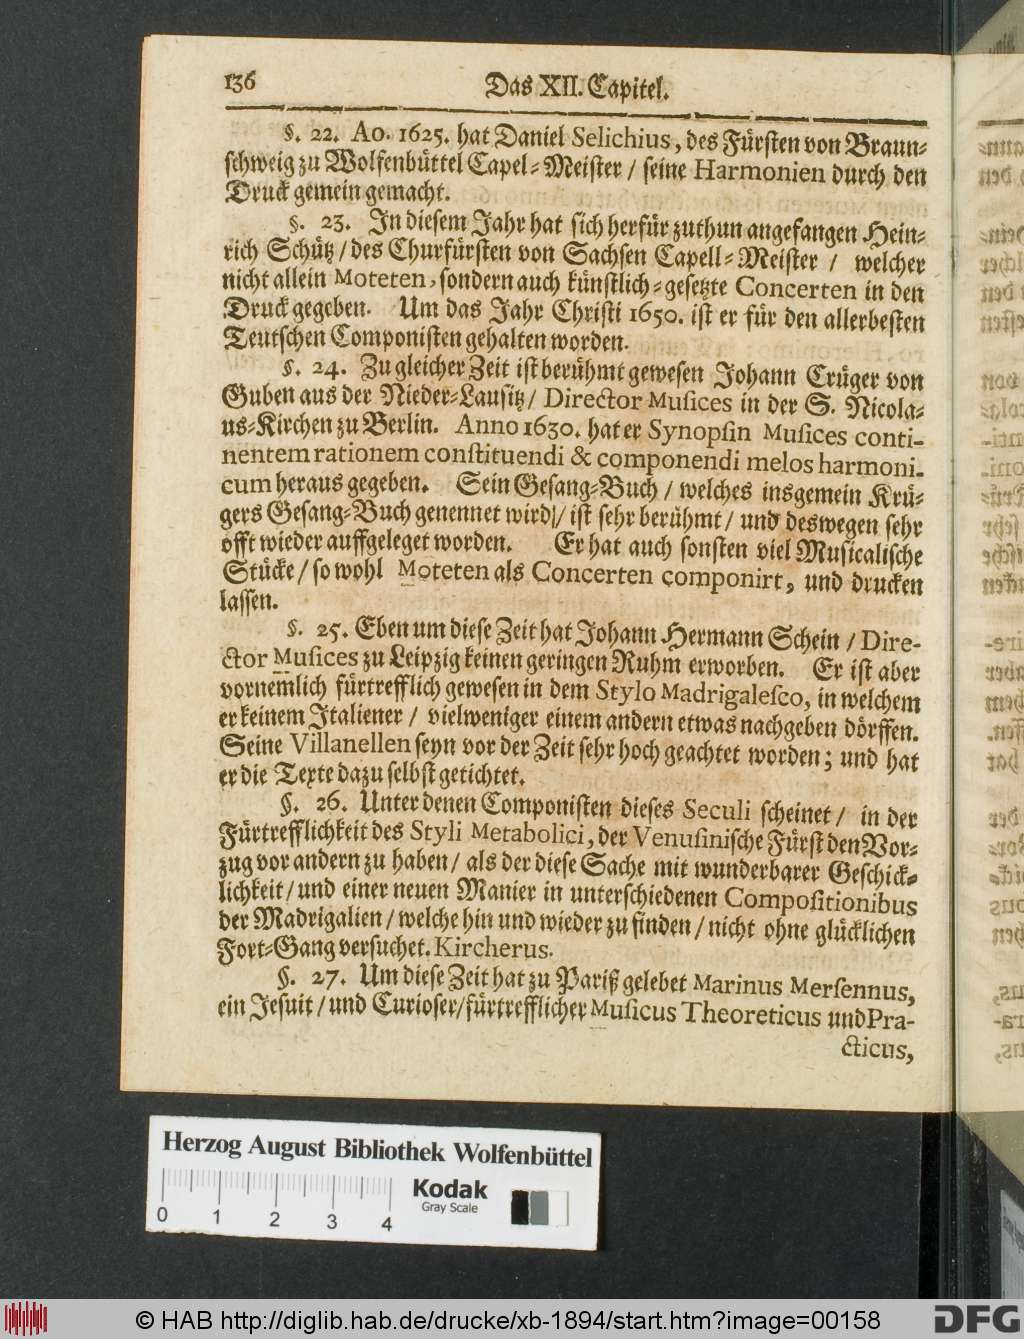 136 Das XII. Capitel.
§. 22. Ao. 1625. hat Daniel Selichius, des Fürsten von Braun-
schweig zu Wolfenbüttel Capel-Meister / seine Harmonien durch den
Druck gemein gemacht.
§. 23. In diesem Jahr hat sich herfür zuthun angefangen Hein-
rich Schütz / des Churfürsten von Sachsen Capell-Meister / welcher
nicht allein Moteten, sondern auch künstlich-gesetzte Concerten in den
Druck gegeben. Um das Jahr Christi 1650. ist er für den allerbesten
Teutschen Componisten gehalten worden.
§. 24. Zu gleicher Zeit ist berühmt gewesen Johann Crüger von
Guben aus der Nieder-Lausitz / Director Musices in der S. Nicola-
us-Kirchen zu Berlin. Anno 1630. hat er Synopsin Musices conti-
nentem rationem constituendi & componendi melos harmoni-
cum heraus gegeben. Sein Gesang-Buch / welches insgemein Krü-
gers Gesang-Buch genennet wird / ist sehr berühmt / und deswegen sehr
offt wieder auffgeleget worden. Er hat auch sonsten viel Musicalische
Stücke / so wohl Moteten als Concerten componirt, und drucken
lassen.
§. 25. Eben um diese Zeit hat Johann Hermann Schein / Dire-
ctor Musices zu Leipzig keinen geringen Ruhm erworben. Er ist aber
vornemlich fürtrefflich gewesen in dem Stylo Madrigalesco, in welchem
er keinem Italiener / vielweniger einem andern etwas nachgeben dörffen.
Seine Villanellen seyn vor der Zeit sehr hoch geachtet worden; und hat
er die Texte dazu selbst getichtet.
§. 26. Unter denen Componisten dieses Seculi scheinet / in der
Fürtrefflichkeit des Styli Metabolici, der Venusinische Fürst den Vor-
zug vor andern zu haben / als der diese Sache mit wunderbarer Geschick-
lichkeit / und einer neuen Manier in unterschiedenen Compositionibus
der Madrigalien / welche hin und wieder zu finden / nicht ohne glücklichen
Fort-Gang versuchet. Kircherus.
§. 27. Um diese Zeit hat zu Pariß gelebet Marinus Mersennus,
ein Jesuit / und Curioser / fürtrefflicher Musicus Theoreticus und Pra-
cticus,
Herzog August Bibliothek Wolfenbüttel
0 1 2 3 4
Kodak
Gray Scale
© HAB http://diglib.hab.de/drucke/xb-1894/start.htm?image=00158
DFG